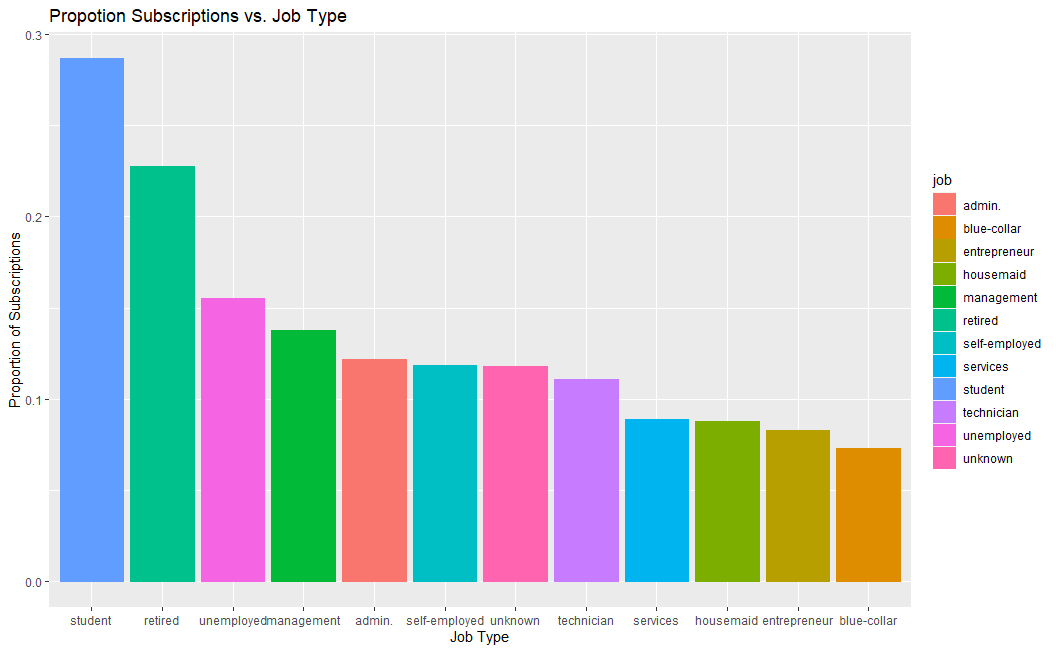 Propotion Subscriptions vs. Job Type
Proportion of Subscriptions
0.3
0.2
0.1
0.0
student retired unemployed management admin. self-employed unknown technician services housemaid entrepreneur blue-collar
Job Type
job
admin.
blue-collar
entrepreneur
housemaid
management
retired
self-employed
services
student
technician
unemployed
unknown